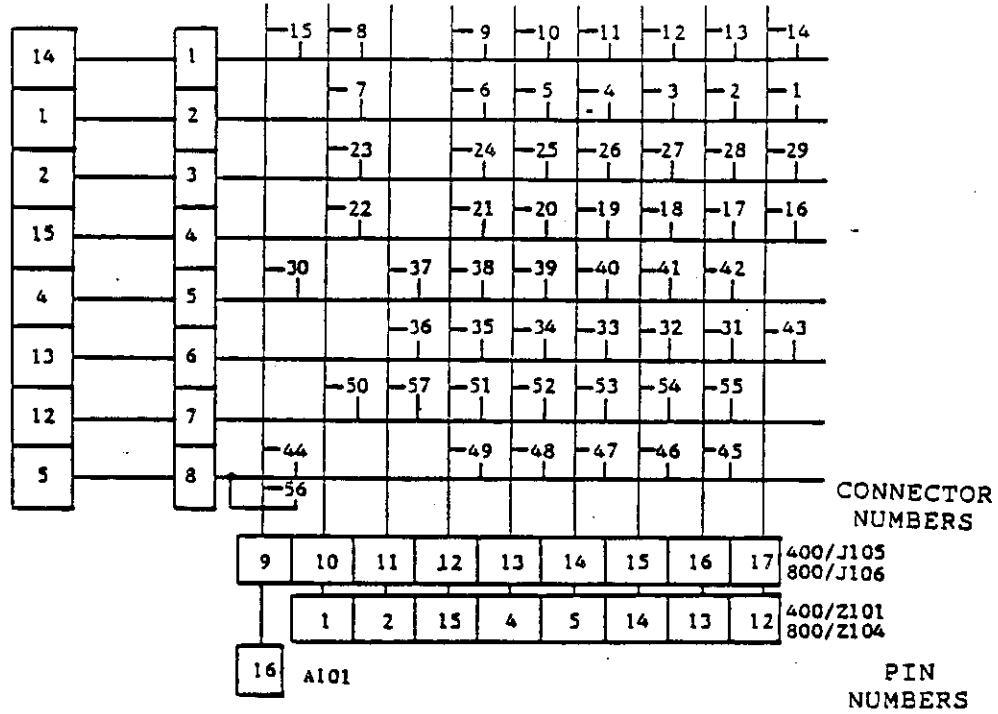 15 8 9 10 11 12 13 14
14 1
7 6 5 4 3 2 1
1 2
23 24 25 26 27 28 29
2 3
22 21 20 19 18 17 16
15 4
30 37 38 39 40 41 42
4 5
36 35 34 33 32 31 43
13 6
50 57 51 52 53 54 55
12 7
44 49 48 47 46 45
5 8
56
CONNECTOR
NUMBERS
9 10 11 12 13 14 15 16 17 400/J105
800/J106
1 2 15 4 5 14 13 12 400/Z101
800/Z104
16 A101
PIN
NUMBERS